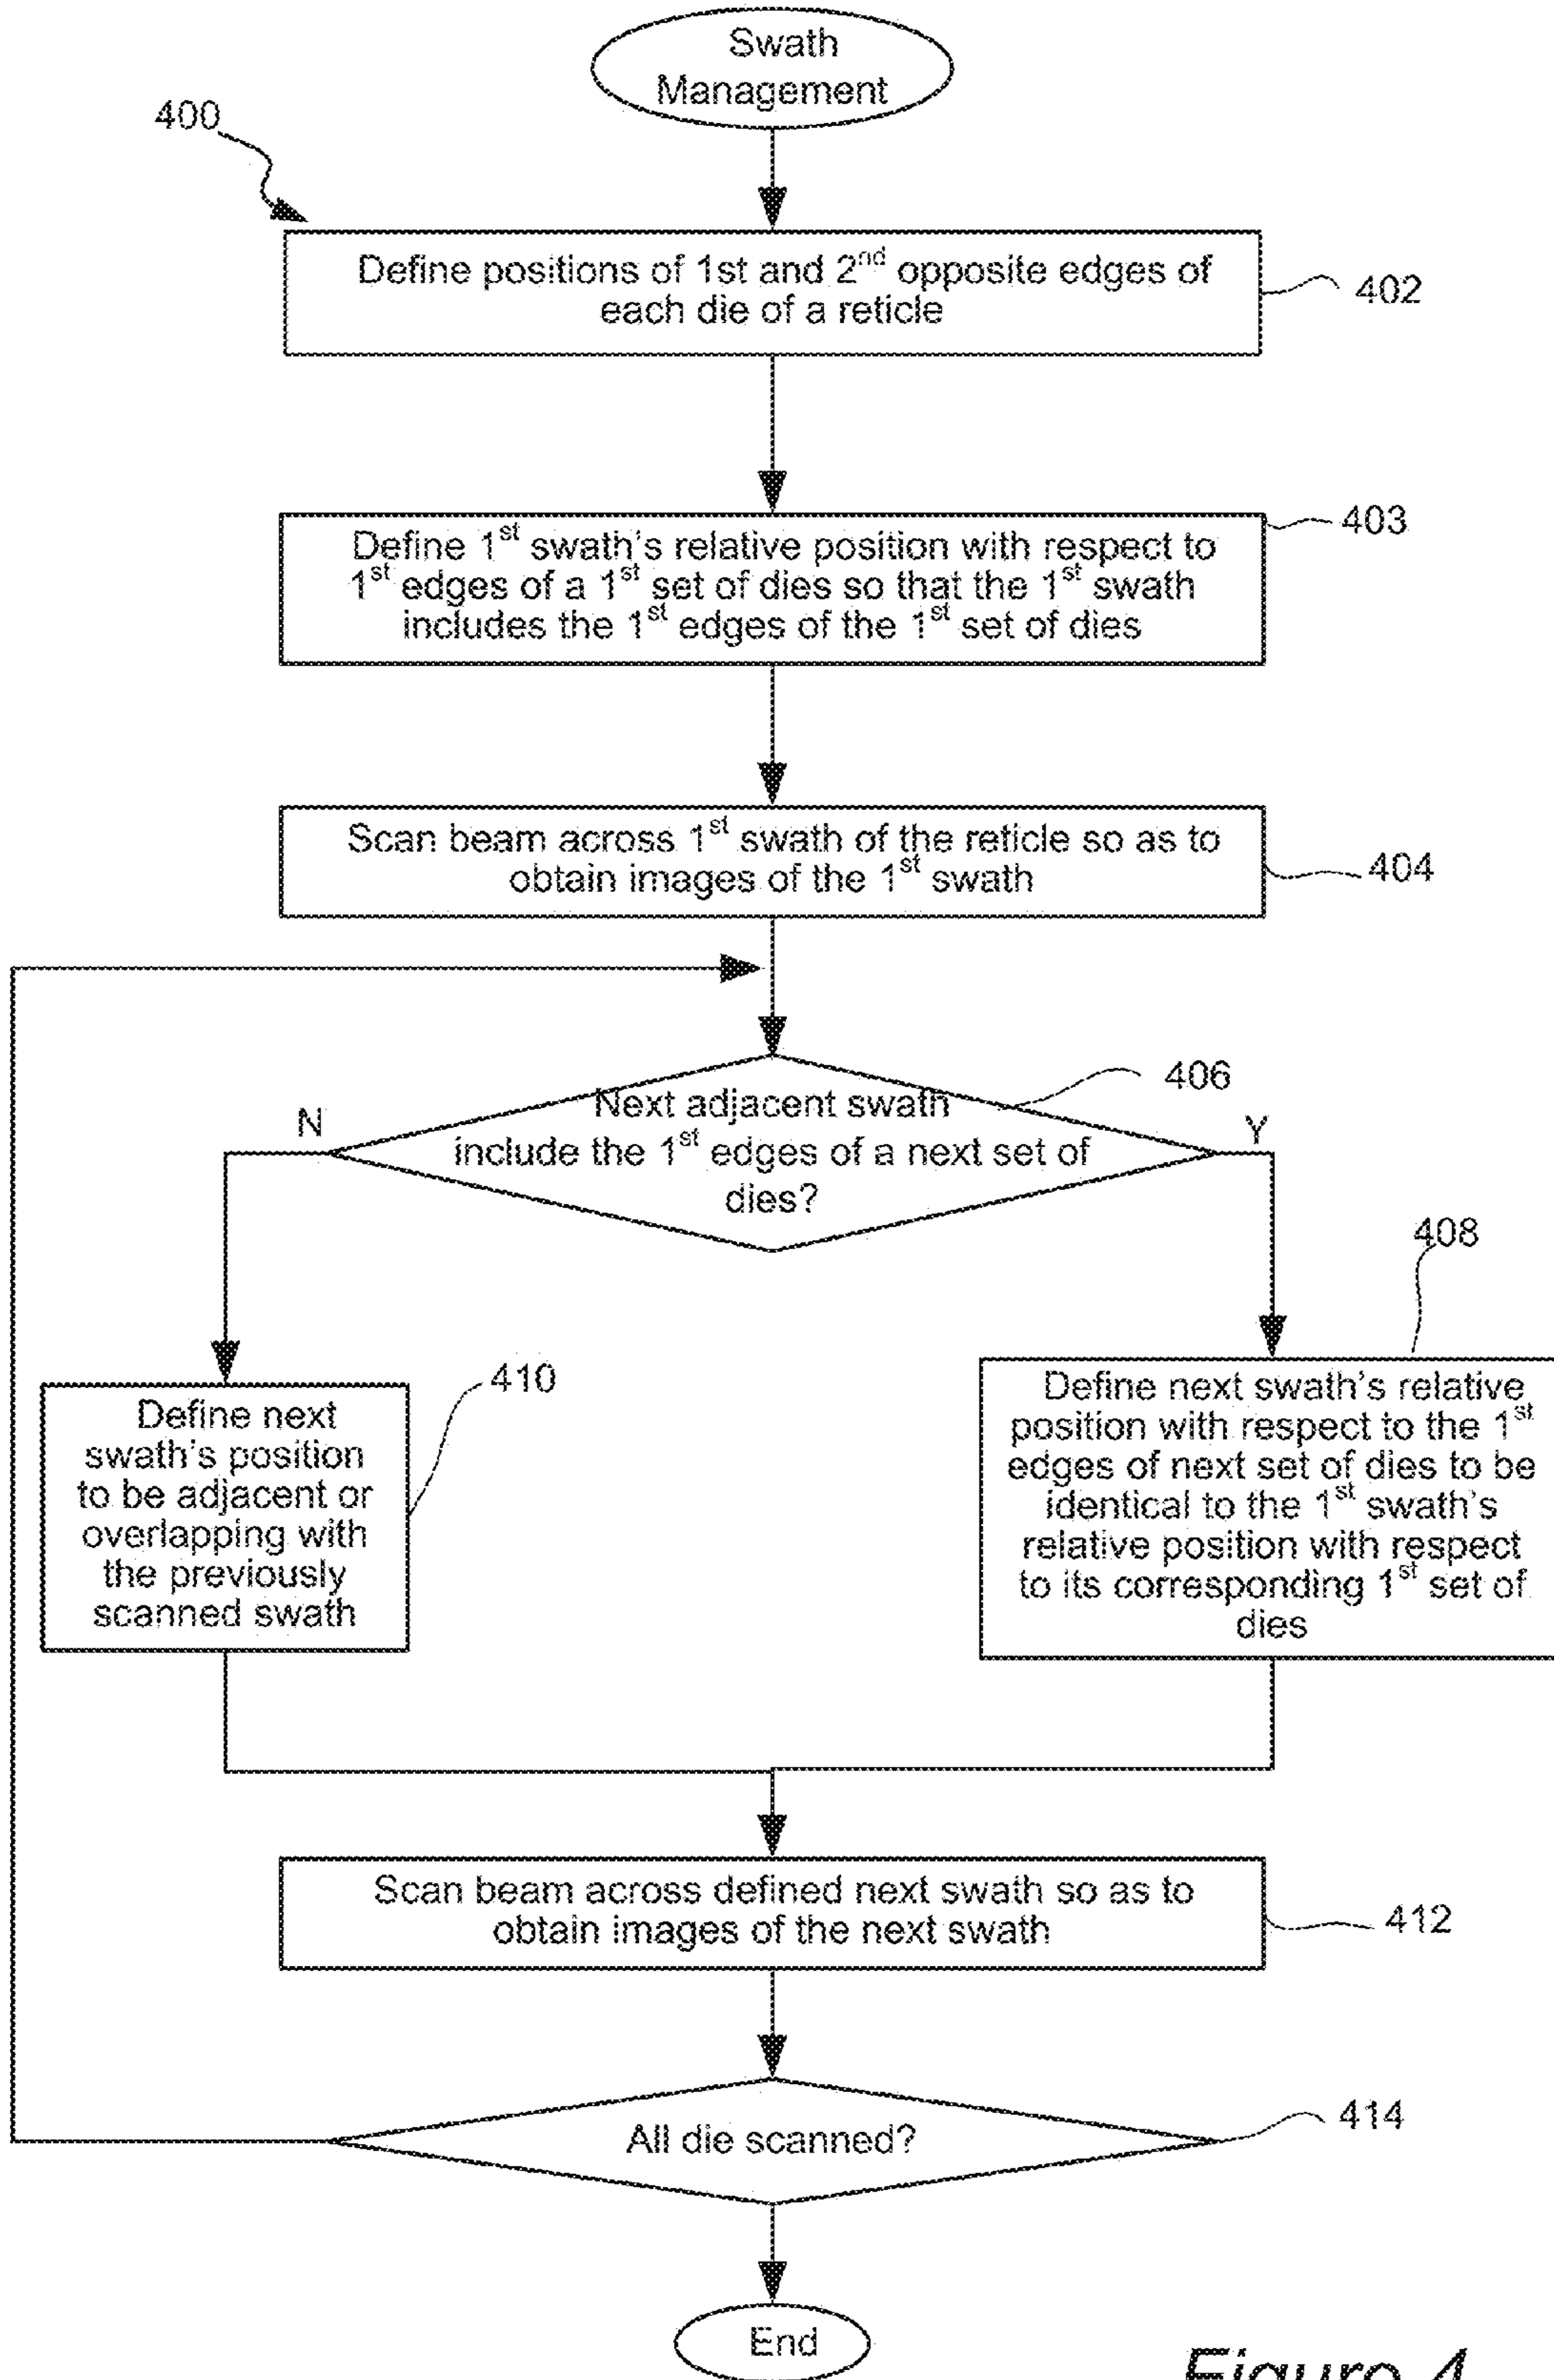 Swath
Management
400
Define positions of 1st and 2nd opposite edges of
each die of a reticle
402
Define 1st swath's relative position with respect to
1st edges of a 1st set of dies so that the 1st swath
includes the 1st edges of the 1st set of dies
403
Scan beam across 1st swath of the reticle so as to
obtain images of the 1st swath
404
Next adjacent swath
include the 1st edges of a next set of
dies?
406
N
Y
408
410
Define next
swath's position
to be adjacent or
overlapping with
the previously
scanned swath
Define next swath's relative
position with respect to the 1st
edges of next set of dies to be
identical to the 1st swath's
relative position with respect
to its corresponding 1st set of
dies
Scan beam across defined next swath so as to
obtain images of the next swath
412
All die scanned?
414
End
Figure 4